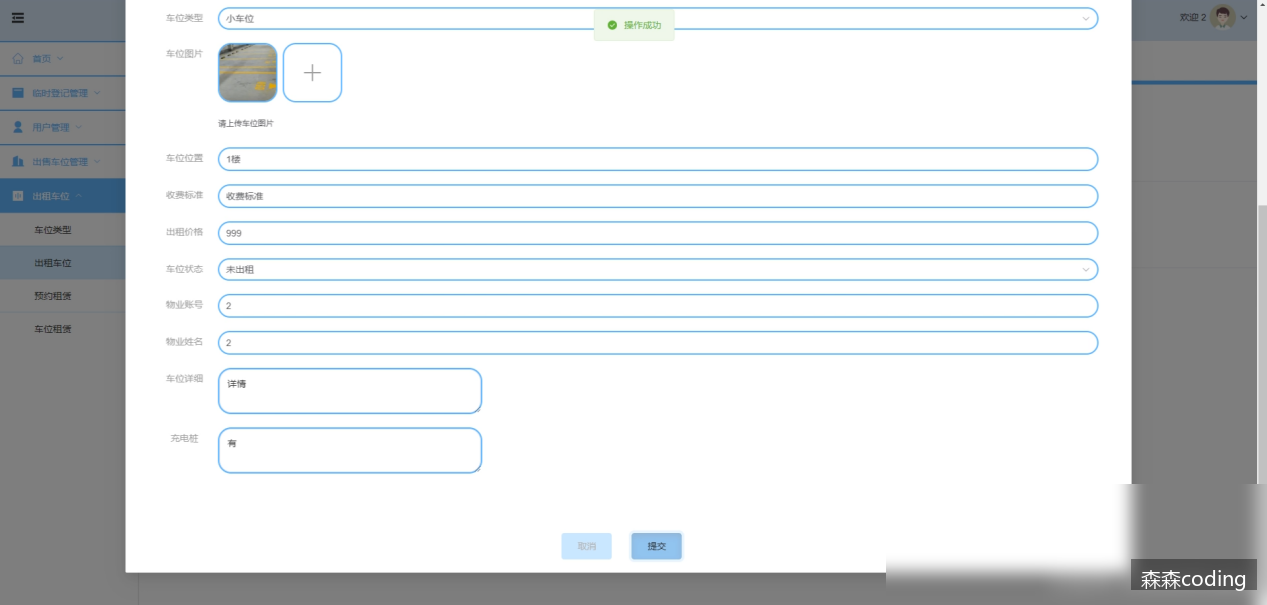 车位类型
小车位
操作成功
欢迎 2
车位图片
首页
临时登记管理
请上传车位图片
用户管理
车位位置
1楼
出售车位管理
收费标准
收费标准
出租车位
车位类型
出租价格
999
出租车位
车位状态
未出租
预约租赁
物业账号
2
车位租赁
物业姓名
2
车位详细
详情
充电桩
有
取消
提交
森森coding